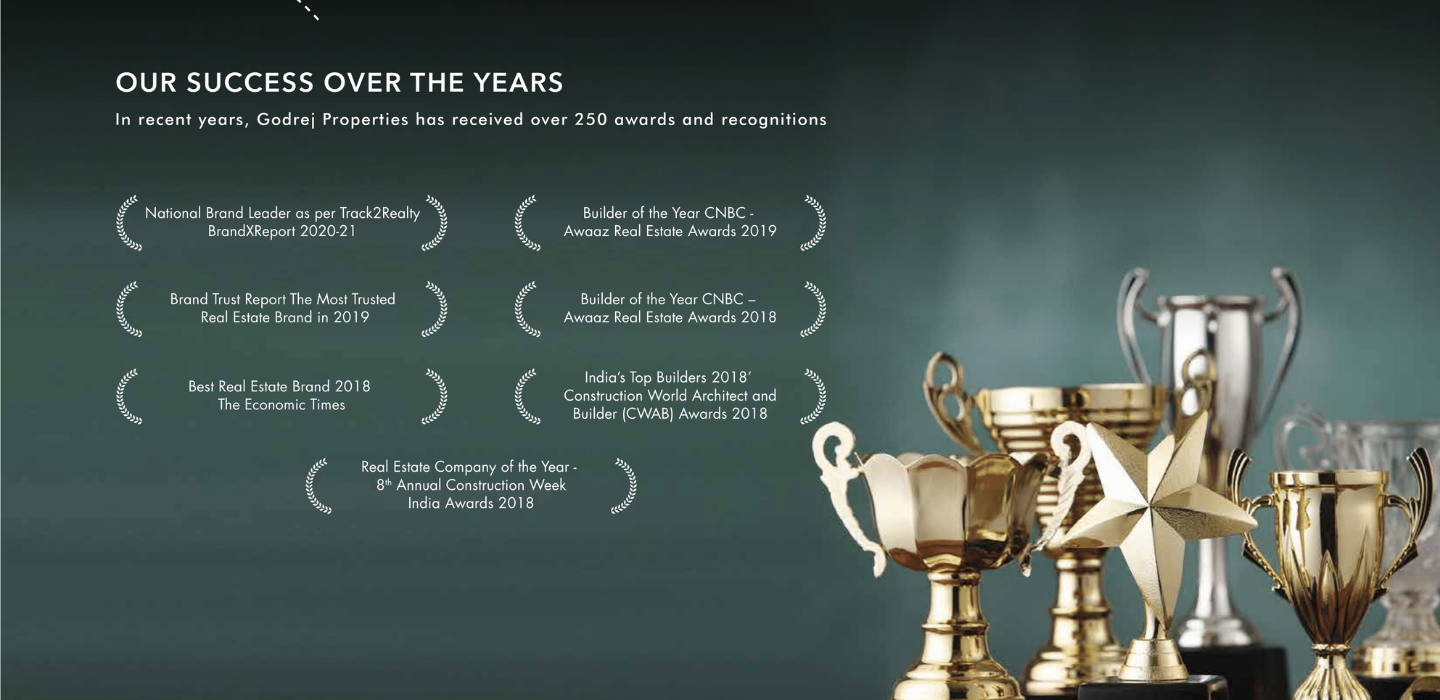 OUR SUCCESS OVER THE YEARS
In recent years, Godrej Properties has received over 250 awards and recognitions
National Brand Leader as per Track2Realty
BrandXReport 2020-21
Builder of the Year CNBC -
Awaaz Real Estate Awards 2019
Brand Trust Report The Most Trusted
Real Estate Brand in 2019
Builder of the Year CNBC –
Awaaz Real Estate Awards 2018
Best Real Estate Brand 2018
The Economic Times
India’s Top Builders 2018’
Construction World Architect and
Builder (CWAB) Awards 2018
Real Estate Company of the Year -
8th Annual Construction Week
India Awards 2018